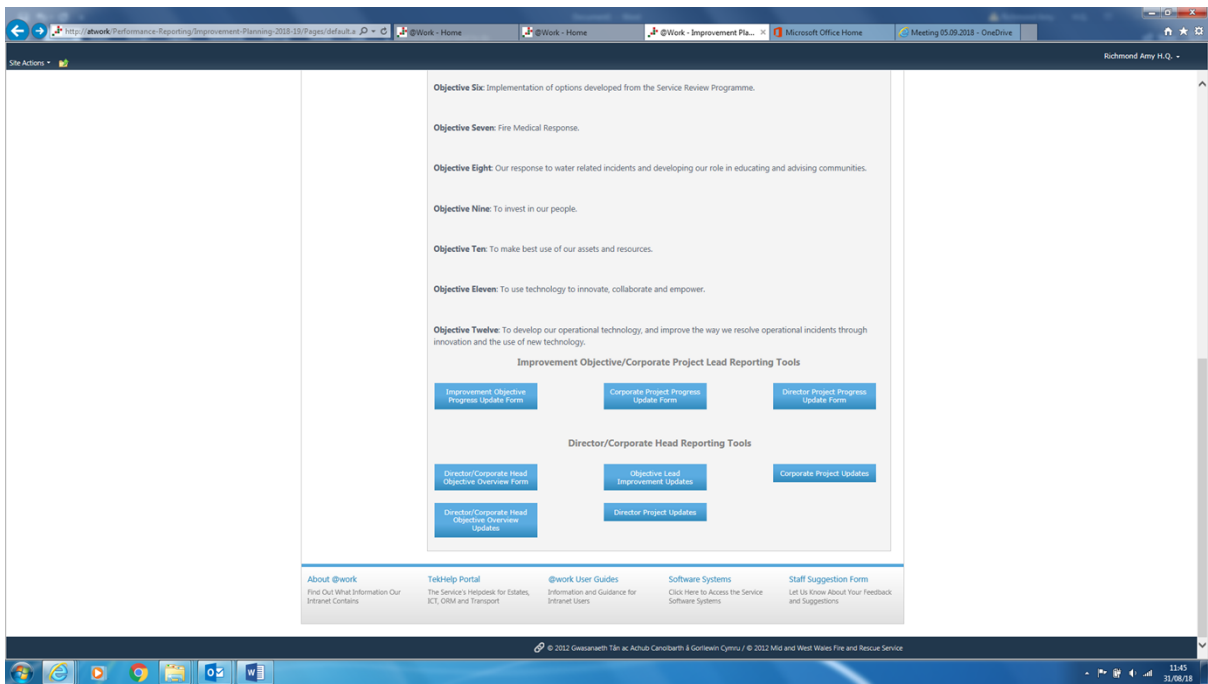 http://atwork/Performance-Reporting/Improvement-Planning-2018-19/Pages/default.a
@Work - Home
@Work - Home
@Work - Improvement Pla...
Microsoft Office Home
Meeting 05.09.2018 - OneDrive
Site Actions
Richmond Amy H.Q.
Objective Six: Implementation of options developed from the Service Review Programme.
Objective Seven: Fire Medical Response.
Objective Eight: Our response to water related incidents and developing our role in educating and advising communities.
Objective Nine: To invest in our people.
Objective Ten: To make best use of our assets and resources.
Objective Eleven: To use technology to innovate, collaborate and empower.
Objective Twelve: To develop our operational technology, and improve the way we resolve operational incidents through
innovation and the use of new technology.
Improvement Objective/Corporate Project Lead Reporting Tools
Improvement Objective
Progress Update Form
Corporate Project Progress
Update Form
Director Project Progress
Update Form
Director/Corporate Head Reporting Tools
Director/Corporate Head
Objective Overview Form
Objective Lead
Improvement Updates
Corporate Project Updates
Director/Corporate Head
Objective Overview
Updates
Director Project Updates
About @work
Find Out What Information Our
Intranet Contains
TekHelp Portal
The Service's Helpdesk for Estates,
ICT, ORM and Transport
@work User Guides
Information and Guidance for
Intranet Users
Software Systems
Click Here to Access the Service
Software Systems
Staff Suggestion Form
Let Us Know About Your Feedback
and Suggestions
© 2012 Gwasanaeth Tân ac Achub Canolbarth â Gorllewin Cymru / © 2012 Mid and West Wales Fire and Rescue Service
11:45
31/08/18